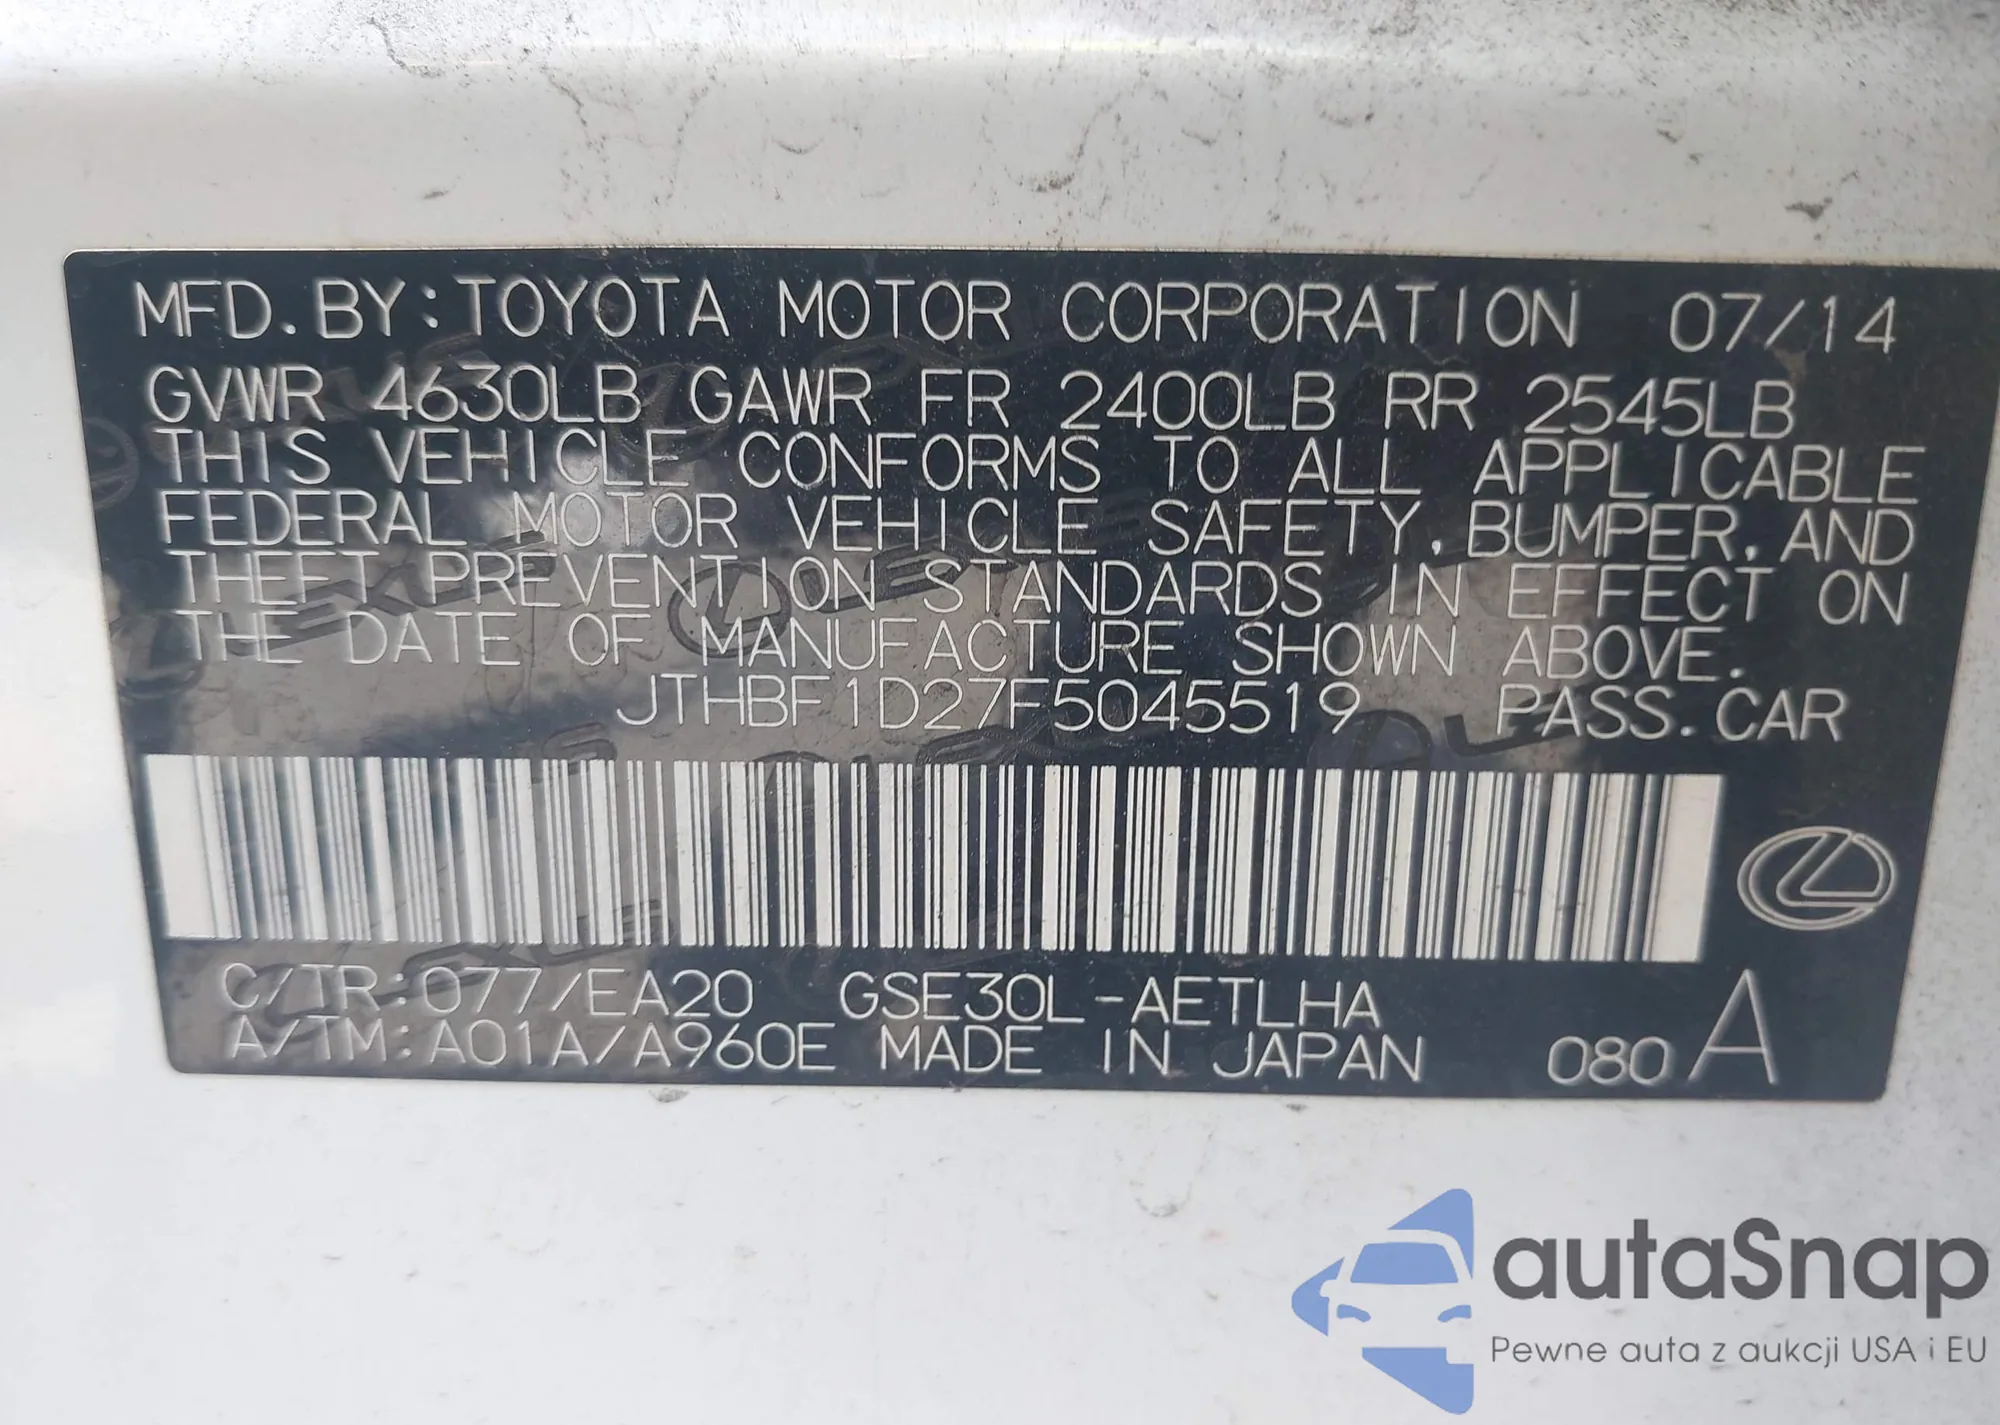 MFD. BY: TOYOTA MOTOR CORPORATION 07/14
GVWR 4630LB GAWR FR 2400LB RR 2545LB
THIS VEHICLE CONFORMS TO ALL APPLICABLE
FEDERAL MOTOR VEHICLE SAFETY, BUMPER, AND
THEFT PREVENTION STANDARDS IN EFFECT ON
THE DATE OF MANUFACTURE SHOWN ABOVE.
JTHBF1D27F5045519 PASS. CAR
C/TR: 077/EA20 GSE30L-AETLHA
A/TM: A01A/A960E MADE IN JAPAN 080 A
autaSnap
Pewne auta z aukcji USA i EU